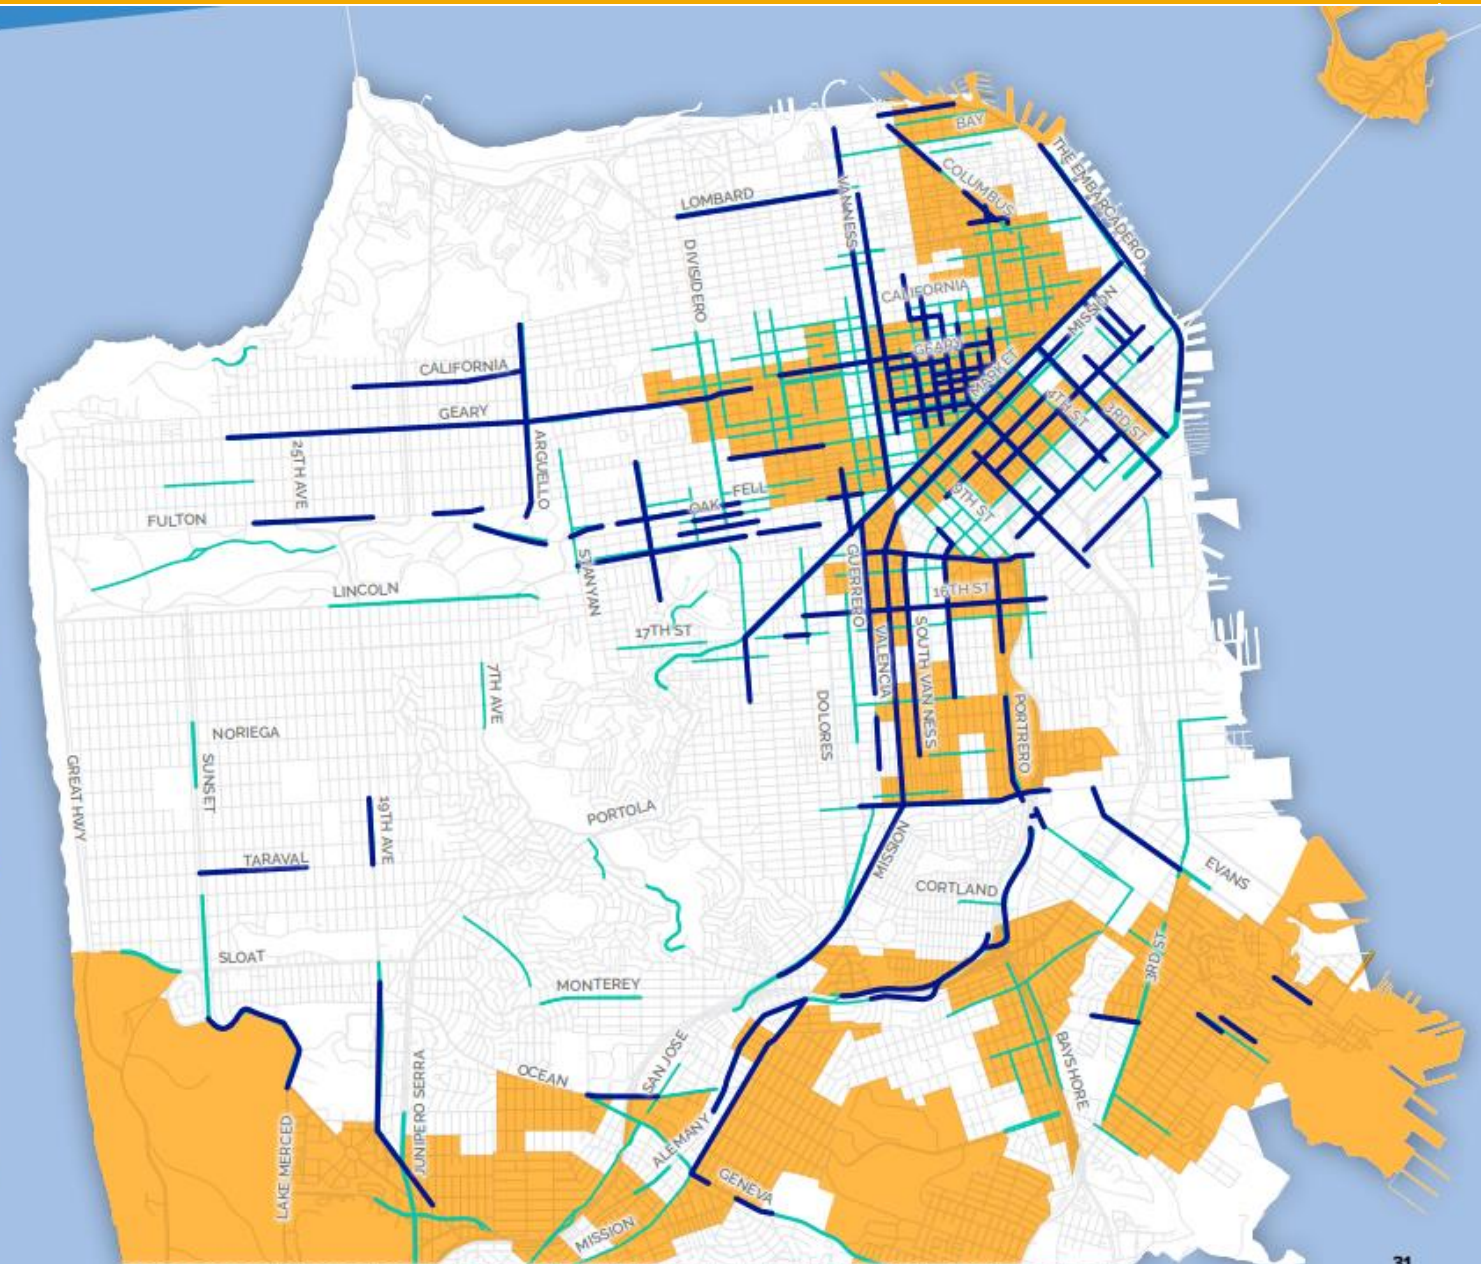 BAY
COLUMBUS
THE EMBARCADERO
LOMBARD
VAN NESS
DIVISIDERO
CALIFORNIA
MISSION
GEARY
MARKET
CALIFORNIA
GEARY
4TH ST
3RD ST
25TH AVE
ARGUELLO
FELL
OAK
9TH ST
FULTON
STANYAN
GUERRERO
LINCOLN
16TH ST
17TH ST
VALENCIA
SOUTH VAN NESS
7TH AVE
DOLORES
PORTRERO
NORIEGA
SUNSET
GREAT HWY
19TH AVE
PORTOLA
TARAVAL
MISSION
EVANS
CORTLAND
SLOAT
3RD ST
MONTEREY
SAN JOSE
BAYSHORE
OCEAN
JUNIPERO SERRA
LAKE MERCED
ALEMANY
GENEVA
MISSION